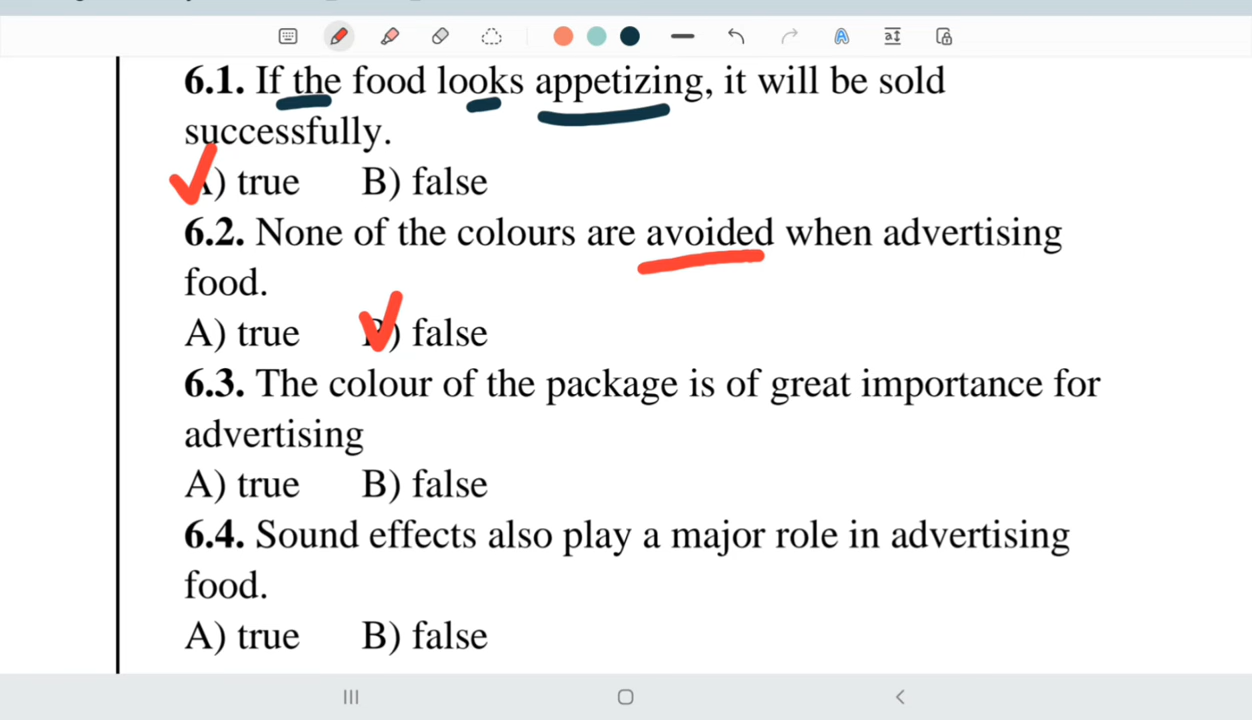 6.1. If the food looks appetizing, it will be sold
successfully.
A) true B) false
6.2. None of the colours are avoided when advertising
food.
A) true B) false
6.3. The colour of the package is of great importance for
advertising
A) true B) false
6.4. Sound effects also play a major role in advertising
food.
A) true B) false